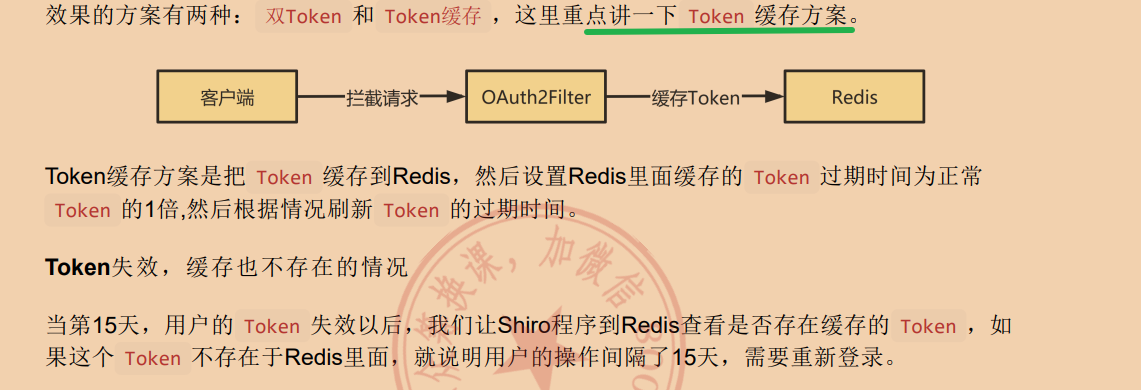 效果的方案有两种：双Token 和 Token缓存，这里重点讲一下 Token 缓存方案。
客户端 拦截请求 OAuth2Filter 缓存Token Redis
Token缓存方案是把 Token 缓存到Redis，然后设置Redis里面缓存的 Token 过期时间为正常
Token 的1倍,然后根据情况刷新 Token 的过期时间。
Token失效，缓存也不存在的情况
当第15天，用户的 Token 失效以后，我们让Shiro程序到Redis查看是否存在缓存的 Token ，如
果这个 Token 不存在于Redis里面，就说明用户的操作间隔了15天，需要重新登录。
换课，加微信